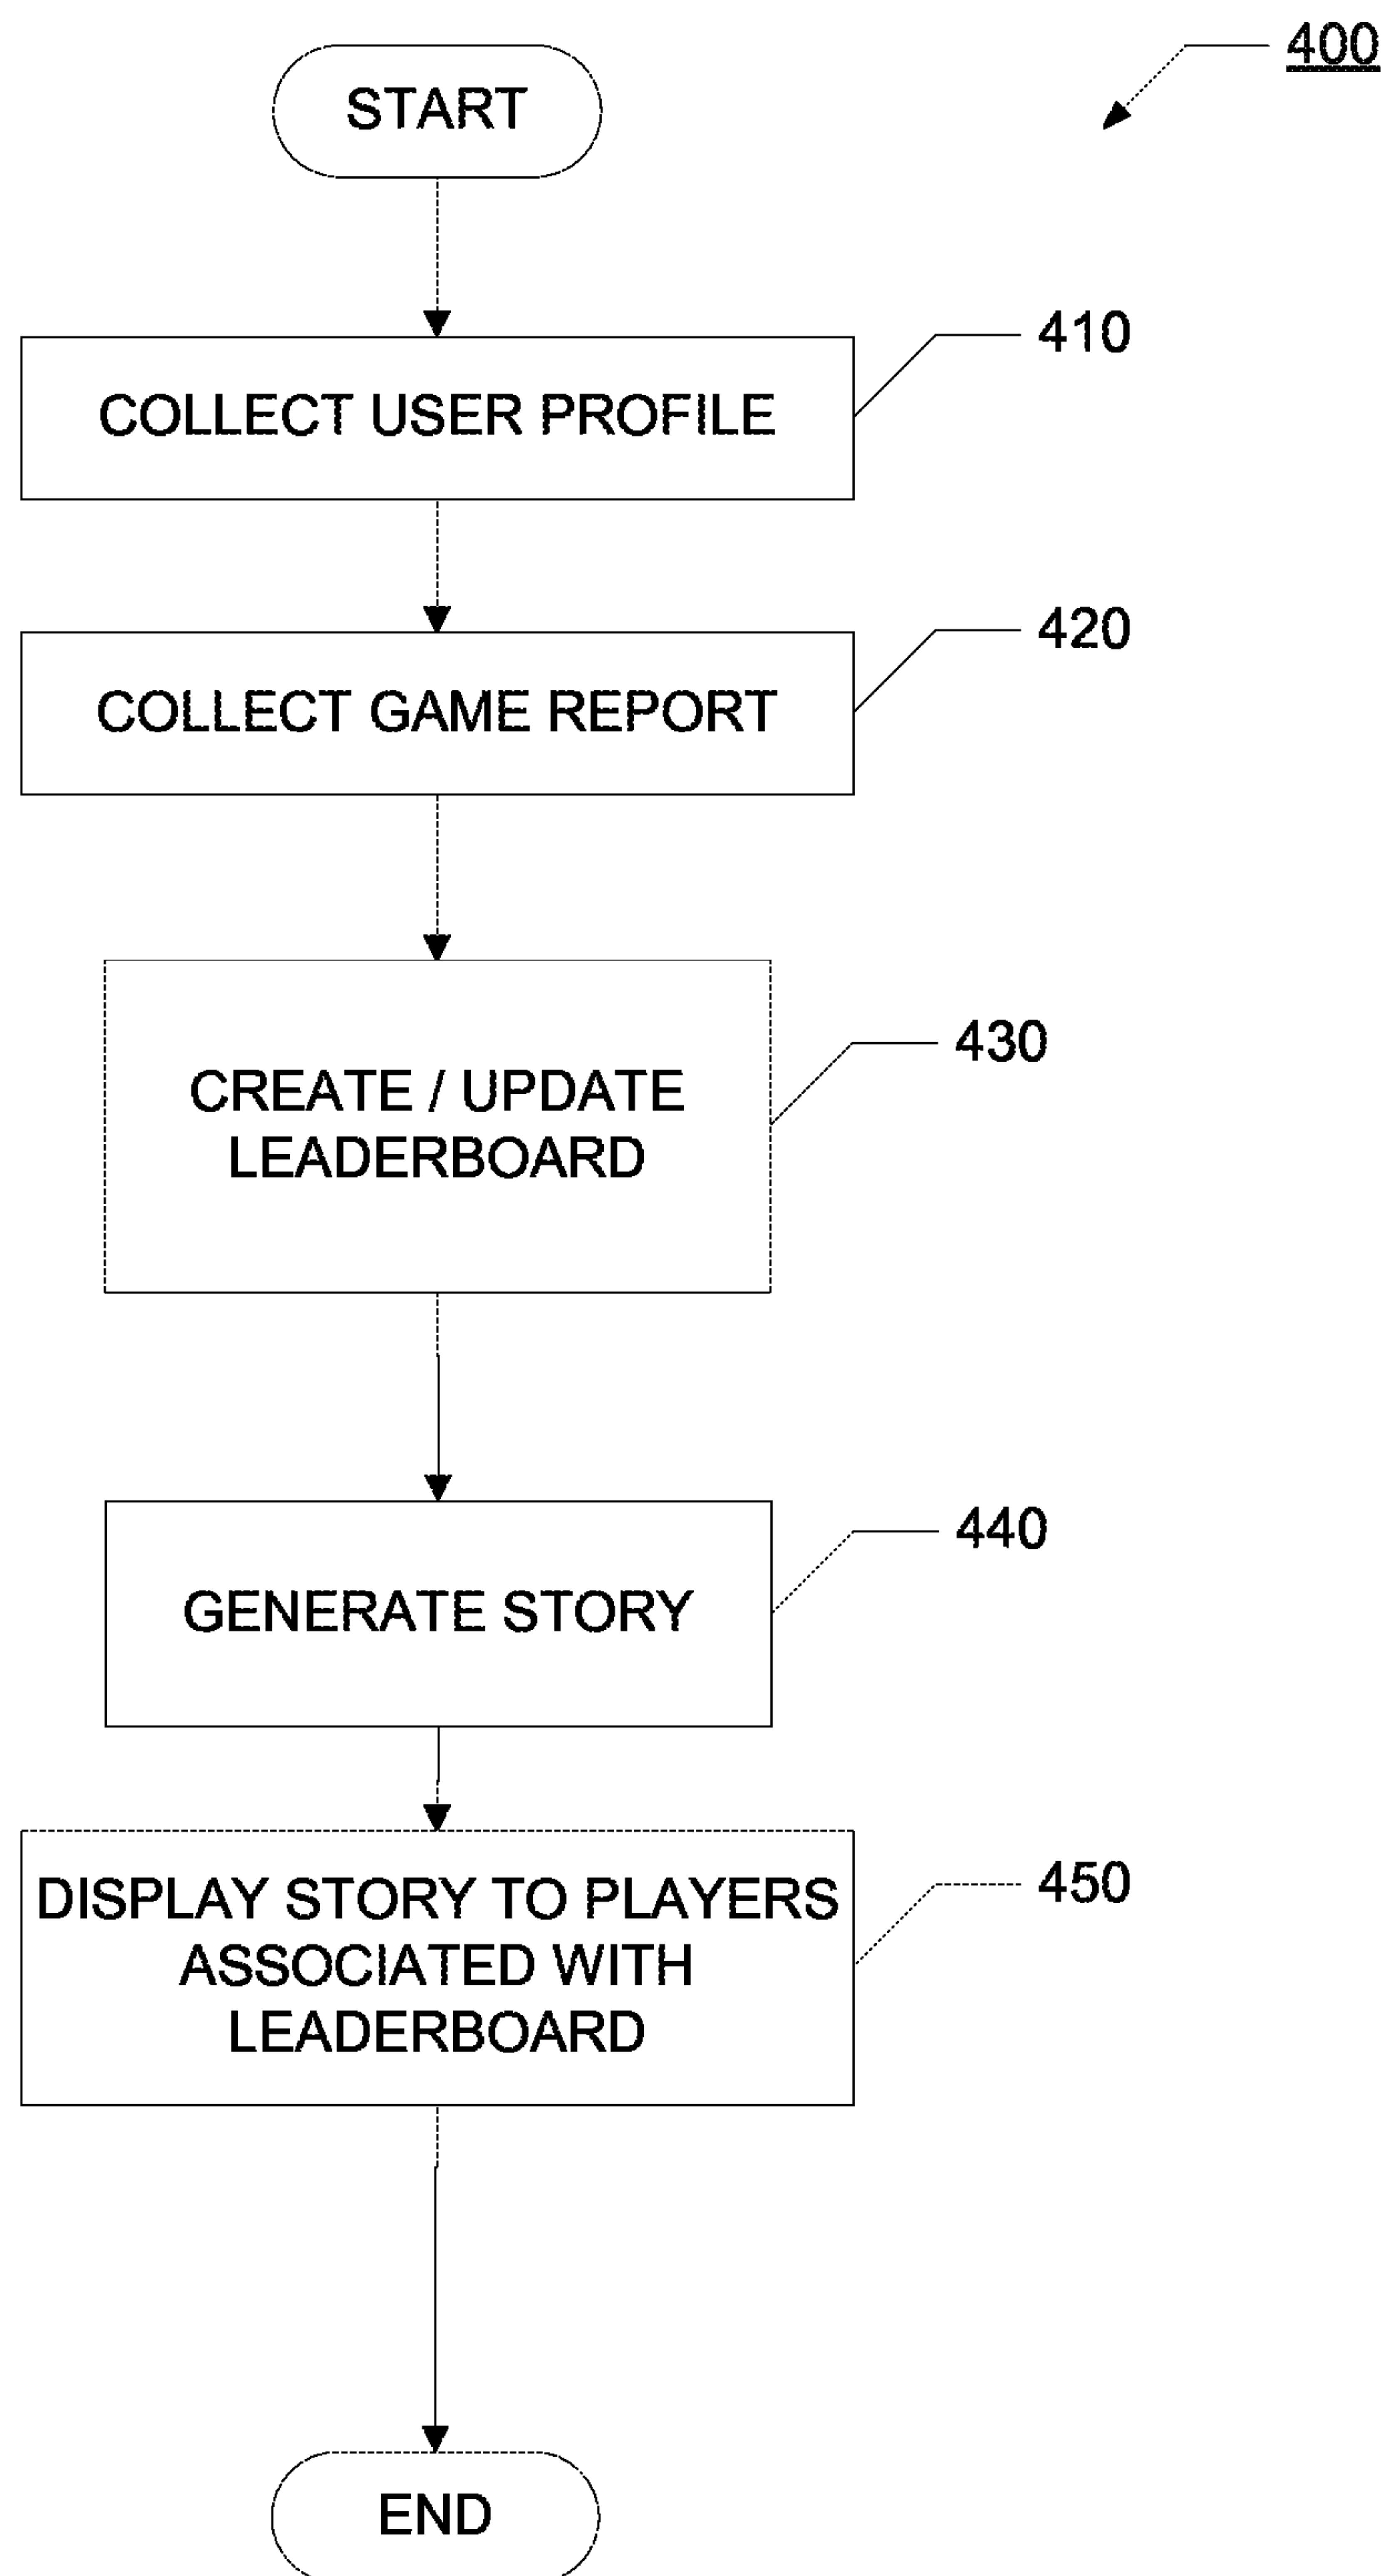 400
START
410
COLLECT USER PROFILE
420
COLLECT GAME REPORT
430
CREATE / UPDATE
LEADERBOARD
440
GENERATE STORY
450
DISPLAY STORY TO PLAYERS
ASSOCIATED WITH
LEADERBOARD
END